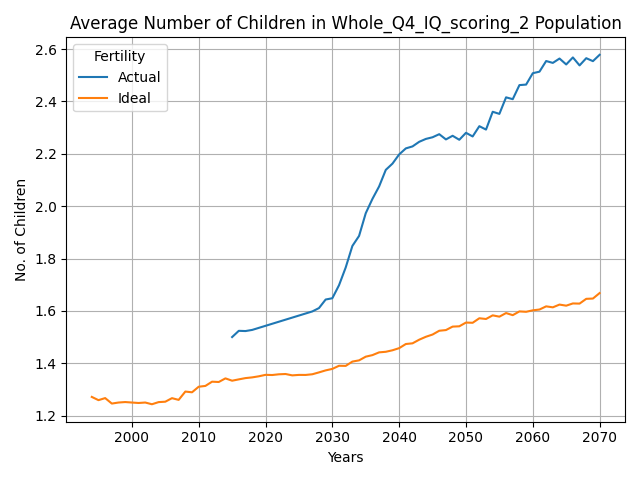 Average Number of Children in Whole_Q4_IQ_scoring_2 Population
Fertility
Actual
Ideal
No. of Children
2.6
2.4
2.2
2.0
1.8
1.6
1.4
1.2
2000 2010 2020 2030 2040 2050 2060 2070
Years